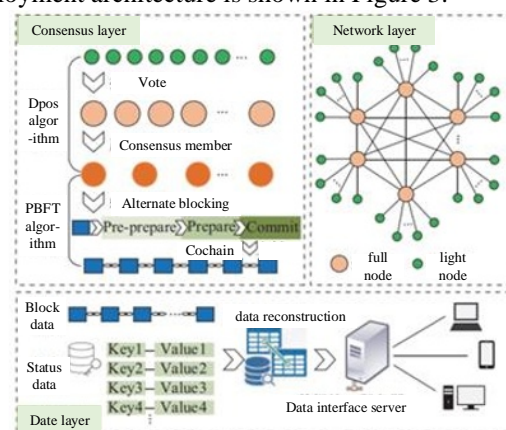 oyment architecture is shown in Figure 3.
Consensus layer
Vote
Dpos
algor
-ithm
Consensus member
PBFT
algor-
ithm
Alternate blocking
Pre-prepare
Prepare
Commit
Cochain
Network layer
full
node
light
node
Block
data
Status
data
Key1
Value1
Key2
Value2
Key3
Value3
Key4
Value4
data reconstruction
Data interface server
Date layer